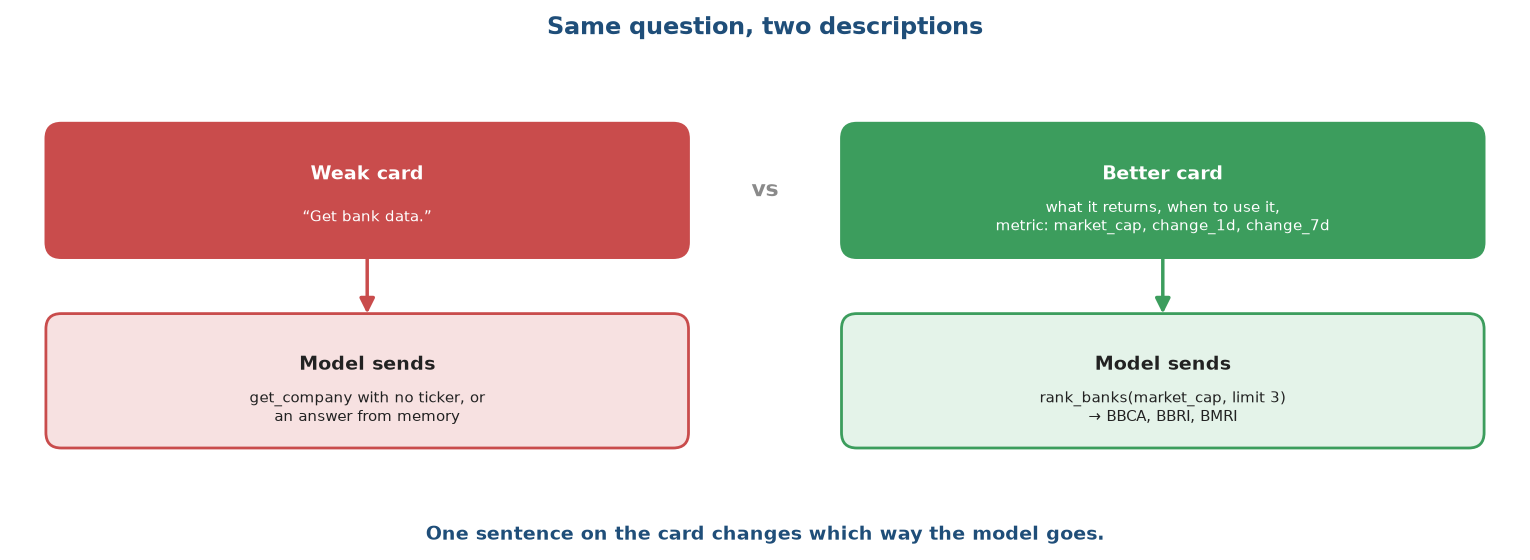 Same question, two descriptions
Weak card
“Get bank data.”
vs
Better card
what it returns, when to use it,
metric: market_cap, change_1d, change_7d
Model sends
get_company with no ticker, or
an answer from memory
Model sends
rank_banks(market_cap, limit 3)
→ BBCA, BBRI, BMRI
One sentence on the card changes which way the model goes.